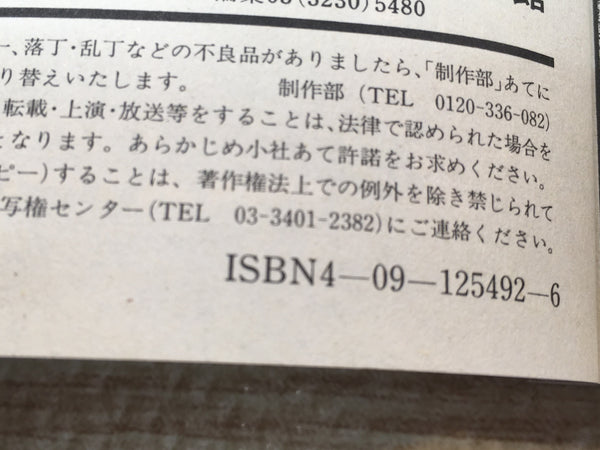 03(3230)5480
館
一、落丁・乱丁などの不良品がありましたら、「制作部」あてに
り替えいたします。 制作部 (TEL 0120-336-082)
転載・上演・放送等をすることは、法律で認められた場合を
となります。あらかじめ小社あて許諾をお求めください。
ピー)することは、著作権法上での例外を除き禁じられて
写権センター(TEL 03-3401-2382)にご連絡ください。
ISBN4—09—125492—6